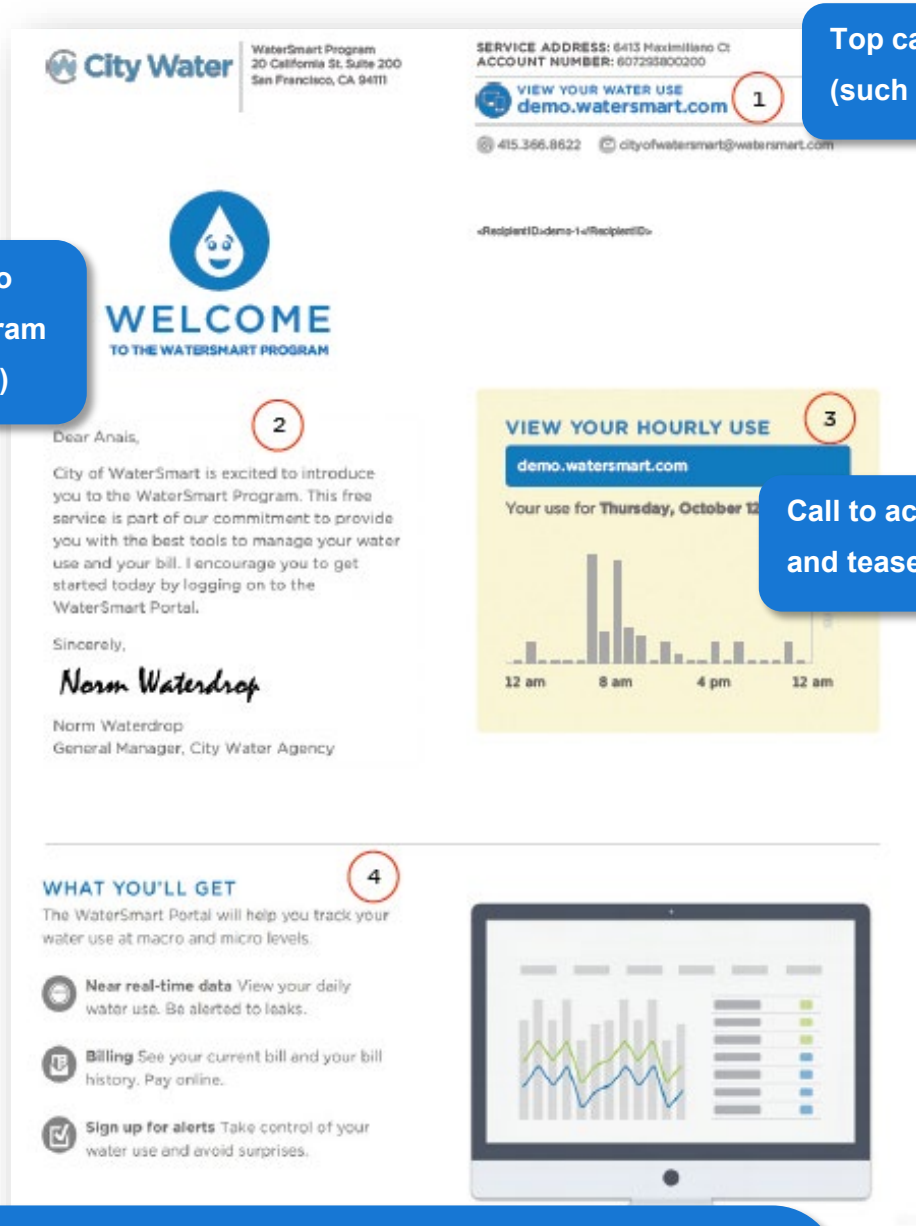 City Water
WaterSmart Program
20 California St. Suite 200
San Francisco, CA 94111
SERVICE ADDRESS: 6413 Maximiliano Ct
ACCOUNT NUMBER: 607293800200
VIEW YOUR WATER USE
demo.watersmart.com
1
415.366.8622 cityofwatersmart@watersmart.com
Top ca
(such
<RecipientID>demo-1</RecipientID>
o
ram
)
WELCOME
TO THE WATERSMART PROGRAM
2
Dear Anais,
City of WaterSmart is excited to introduce
you to the WaterSmart Program. This free
service is part of our commitment to provide
you with the best tools to manage your water
use and your bill. I encourage you to get
started today by logging on to the
WaterSmart Portal.
Sincerely,
Norm Waterdrop
Norm Waterdrop
General Manager, City Water Agency
3
VIEW YOUR HOURLY USE
demo.watersmart.com
Your use for Thursday, October 12
Call to ac
and tease
12 am 8 am 4 pm 12 am
4
WHAT YOU'LL GET
The WaterSmart Portal will help you track your
water use at macro and micro levels.
Near real-time data View your daily
water use. Be alerted to leaks.
Billing See your current bill and your bill
history. Pay online.
Sign up for alerts Take control of your
water use and avoid surprises.